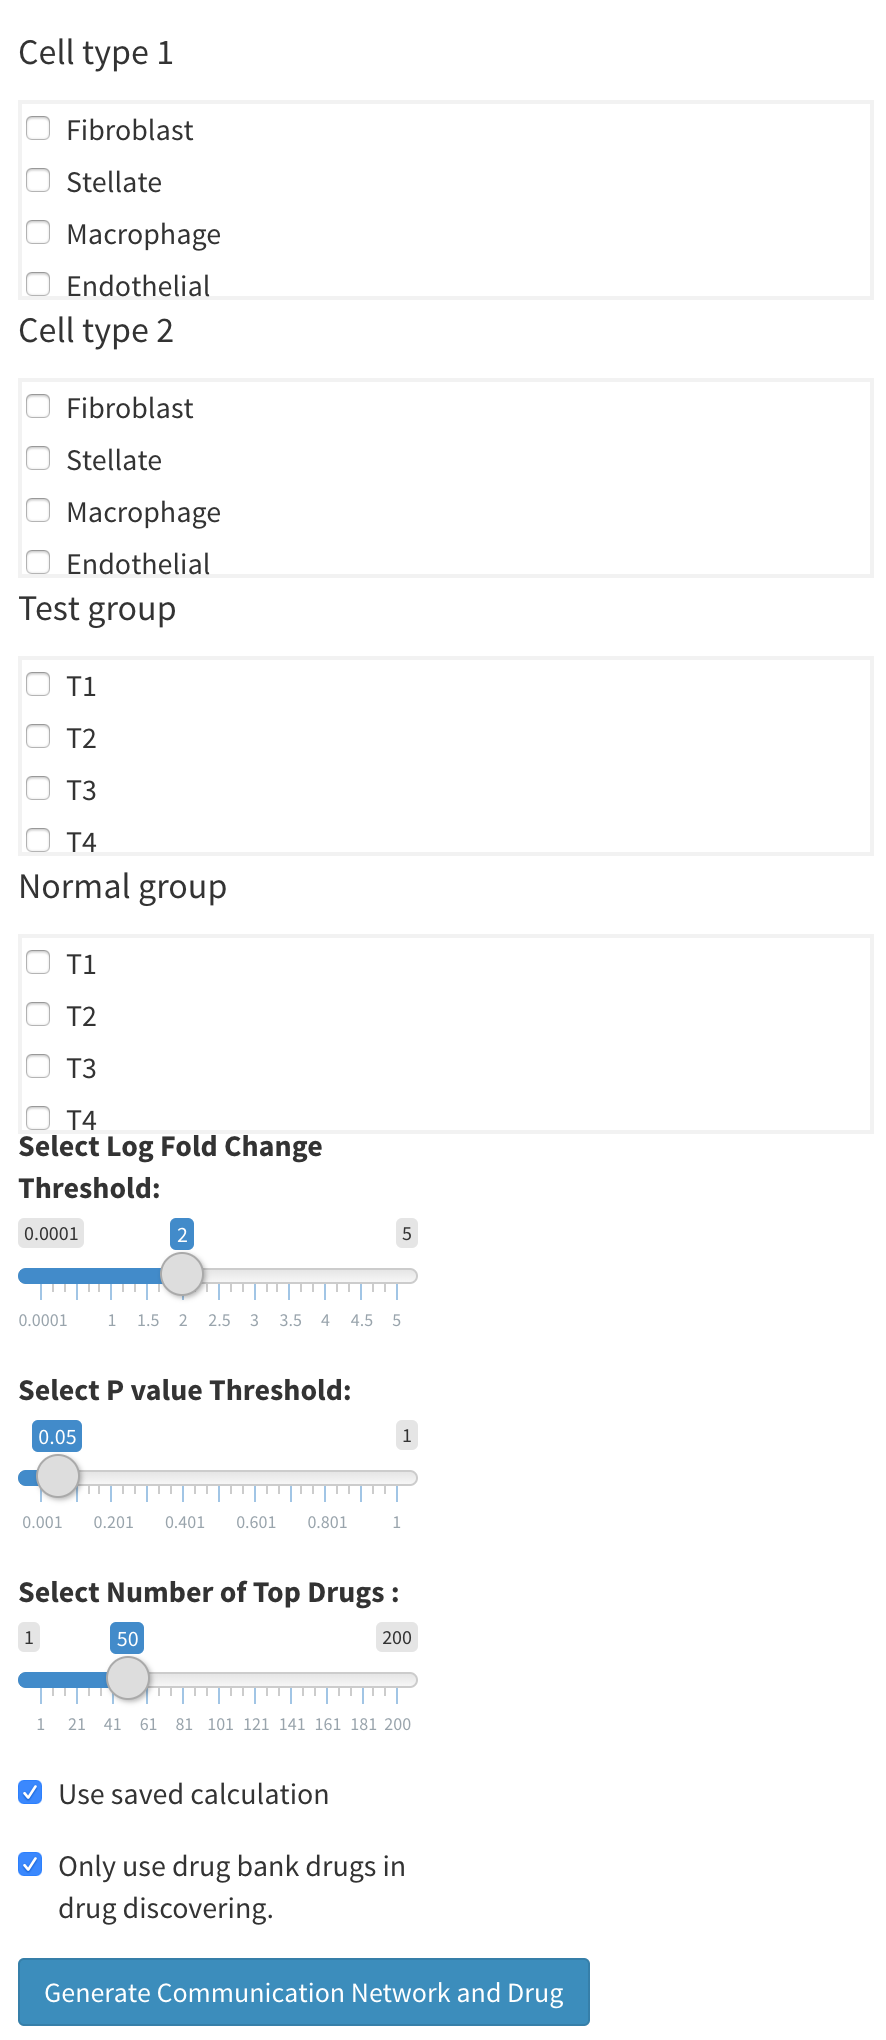 Cell type 1
Fibroblast
Stellate
Macrophage
Endothelial
Cell type 2
Fibroblast
Stellate
Macrophage
Endothelial
Test group
T1
T2
T3
T4
Normal group
T1
T2
T3
T4
Select Log Fold Change
Threshold:
0.0001 2 5
0.0001 1 1.5 2 2.5 3 3.5 4 4.5 5
Select P value Threshold:
0.05 1
0.001 0.201 0.401 0.601 0.801 1
Select Number of Top Drugs :
1 50 200
1 21 41 61 81 101 121 141 161 181 200
Use saved calculation
Only use drug bank drugs in
drug discovering.
Generate Communication Network and Drug